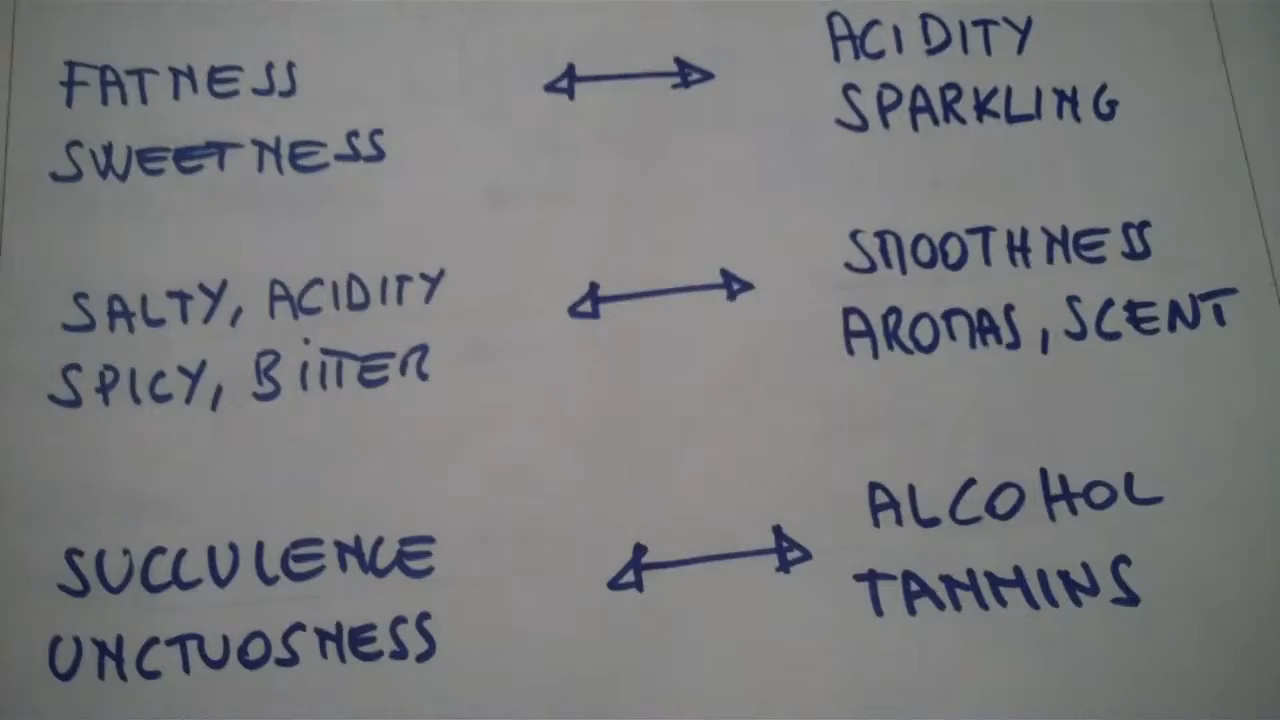 FATNESS
SWEETNESS
ACIDITY
SPARKLING
SALTY, ACIDITY
SPICY, BITTER
SMOOTHNESS
AROMAS, SCENT
SUCCULENCE
UNCTUOSNESS
ALCOHOL
TANNINS